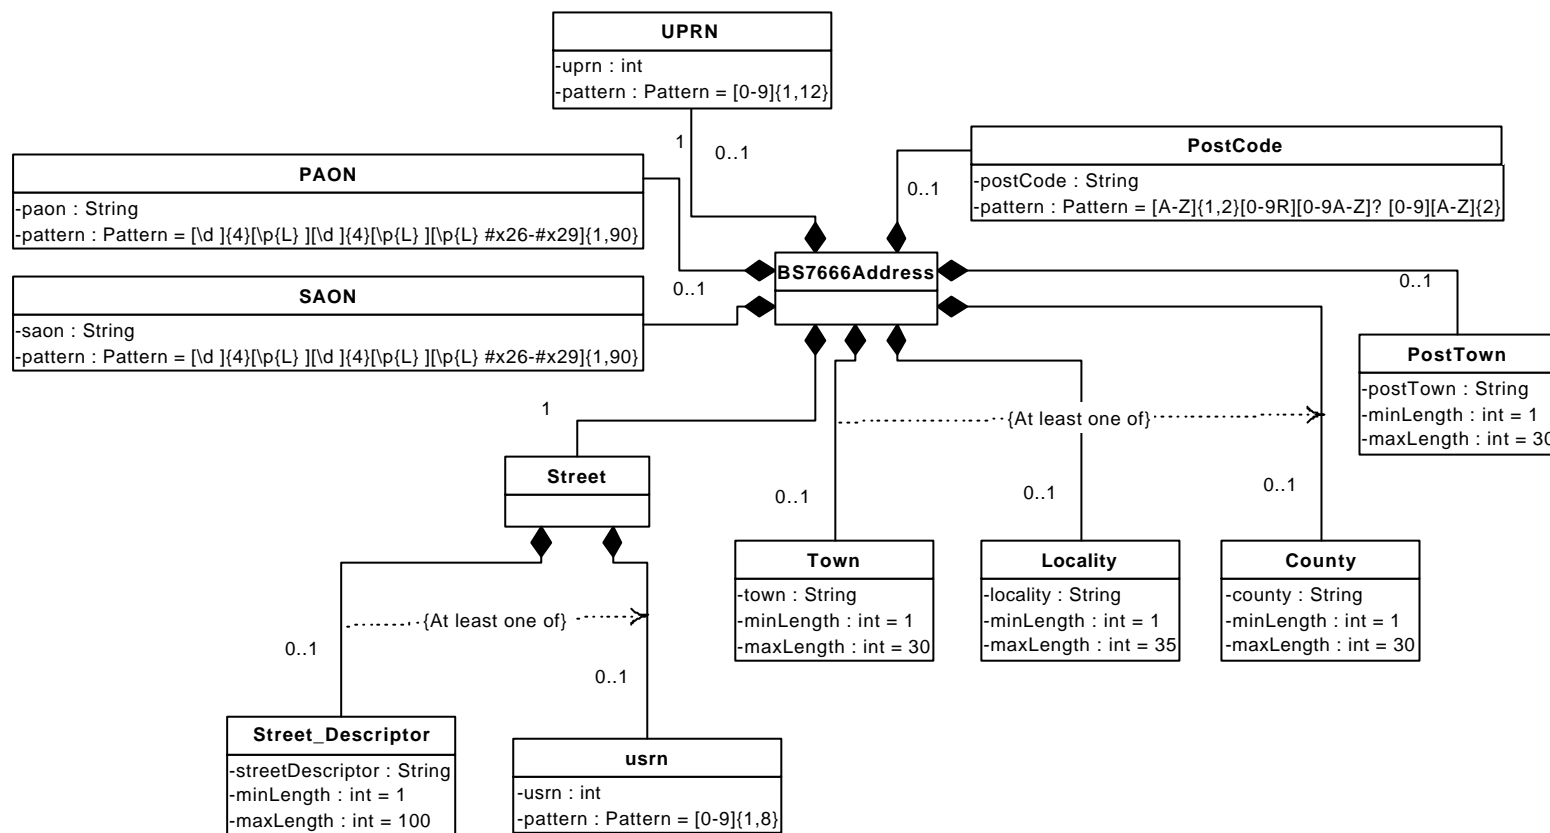 UPRN
-uprn : int
-pattern : Pattern = [0-9]{1,12}
1
0..1
PostCode
-postCode : String
-pattern : Pattern = [A-Z]{1,2}[0-9R][0-9A-Z]? [0-9][A-Z]{2}
0..1
PAON
-paon : String
-pattern : Pattern = [\d ]{4}[\p{L} ][\d ]{4}[\p{L} ][\p{L} #x26-#x29]{1,90}
BS7666Address
0..1
0..1
SAON
-saon : String
-pattern : Pattern = [\d ]{4}[\p{L} ][\d ]{4}[\p{L} ][\p{L} #x26-#x29]{1,90}
PostTown
-postTown : String
-minLength : int = 1
-maxLength : int = 30
1
{At least one of}
Street
0..1
0..1
0..1
Town
-town : String
-minLength : int = 1
-maxLength : int = 30
Locality
-locality : String
-minLength : int = 1
-maxLength : int = 35
County
-county : String
-minLength : int = 1
-maxLength : int = 30
{At least one of}
0..1
0..1
Street_Descriptor
-streetDescriptor : String
-minLength : int = 1
-maxLength : int = 100
usrn
-usrn : int
-pattern : Pattern = [0-9]{1,8}